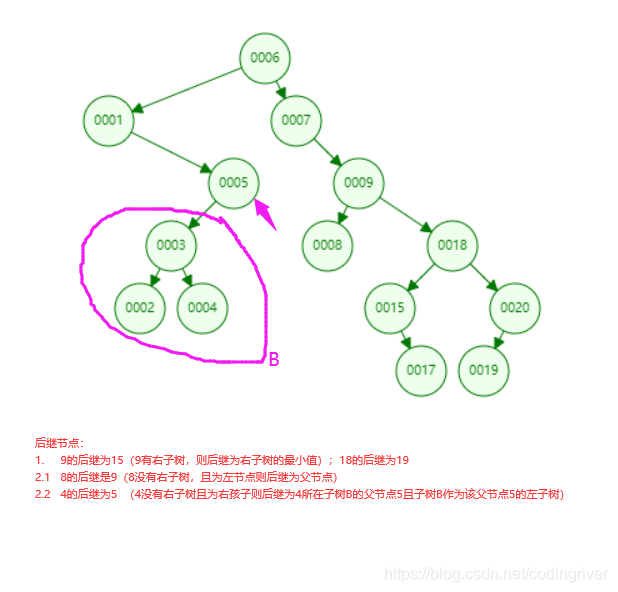 0006
0001
0007
0005
0009
0003
0008
0018
0002
0004
0015
0020
0017
0019
B
后继节点：
1. 9的后继为15（9有右子树，则后继为右子树的最小值）；18的后继为19
2.1 8的后继是9（8没有右子树，且为左节点则后继为父节点）
2.2 4的后继为5 （4没有右子树且为右孩子则后继为4所在子树B的父节点5且子树B作为该父节点5的左子树）
https://blog.csdn.net/codingriver